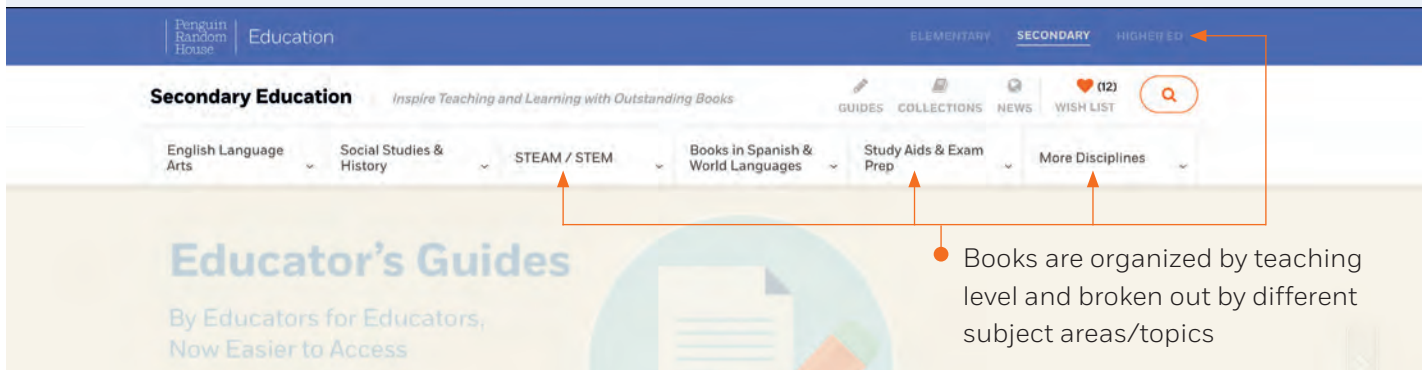 Penguin
Random
House
Education
ELEMENTARY
SECONDARY
HIGHER ED
Secondary Education
Inspire Teaching and Learning with Outstanding Books
GUIDES
COLLECTIONS
NEWS
(12)
WISH LIST
English Language
Arts
Social Studies &
History
STEAM / STEM
Books in Spanish &
World Languages
Study Aids & Exam
Prep
More Disciplines
Educator's Guides
By Educators for Educators,
Now Easier to Access
Books are organized by teaching
level and broken out by different
subject areas/topics